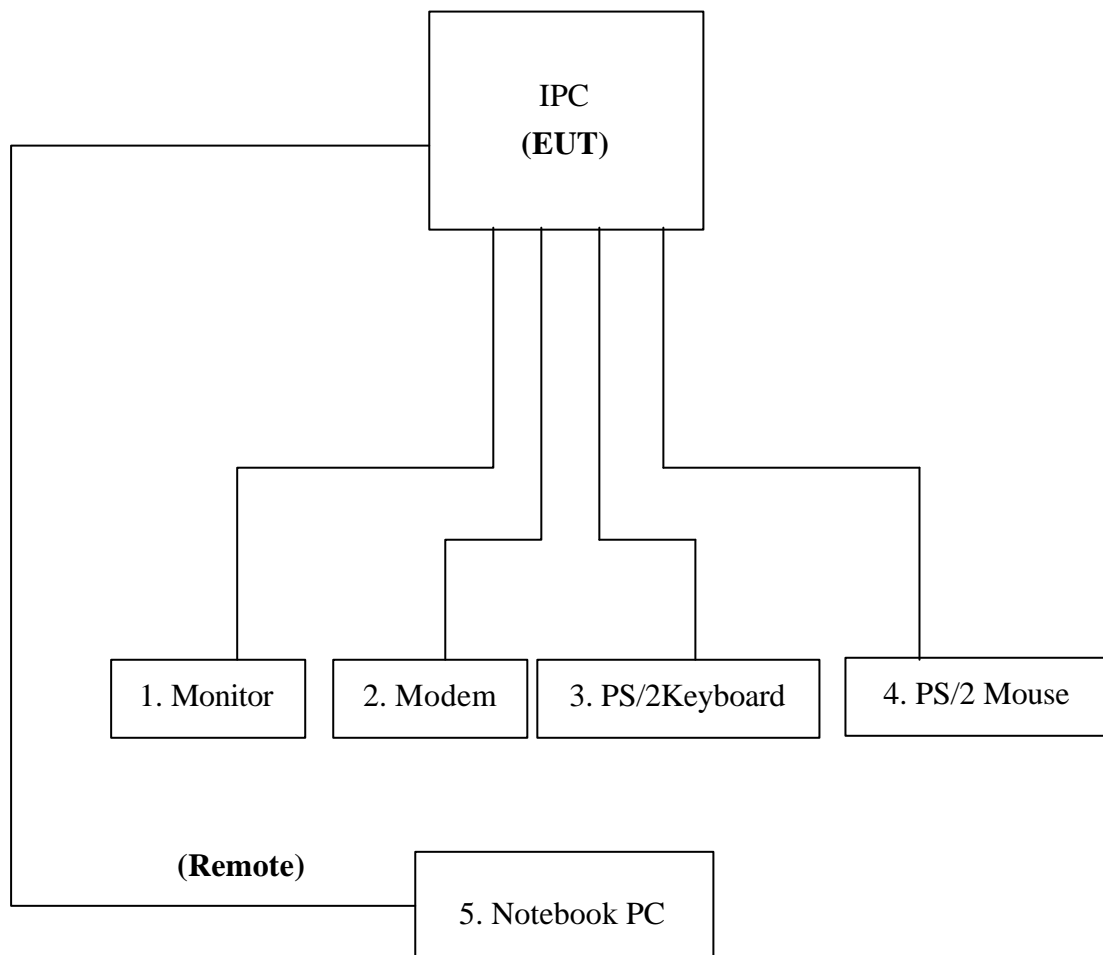 IPC
(EUT)
1. Monitor
2. Modem
3. PS/2Keyboard
4. PS/2 Mouse
(Remote)
5. Notebook PC